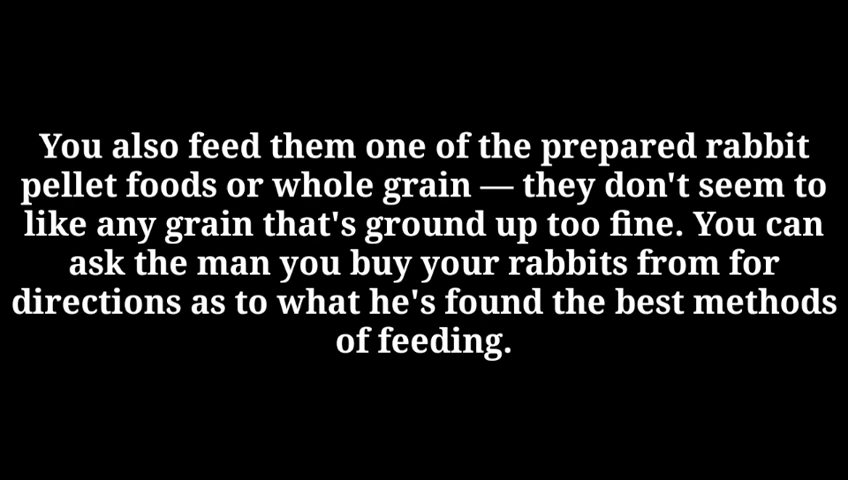 You also feed them one of the prepared rabbit
pellet foods or whole grain — they don't seem to
like any grain that's ground up too fine. You can
ask the man you buy your rabbits from for
directions as to what he's found the best methods
of feeding.